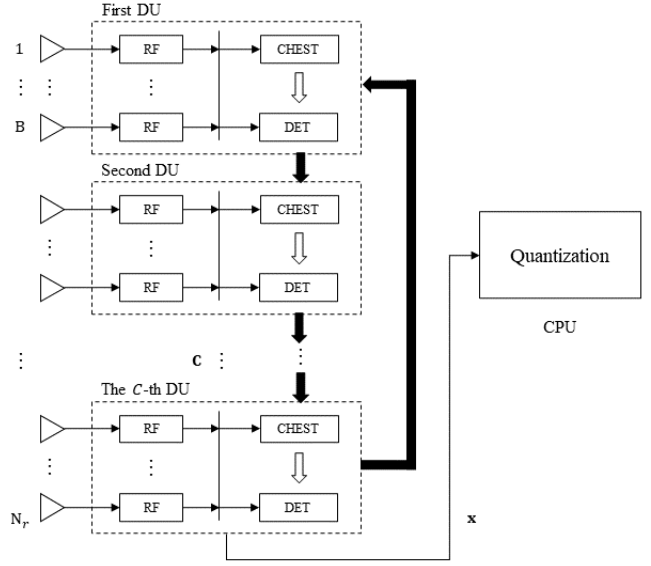 First DU
1
RF
CHEST
B
RF
DET
Second DU
RF
CHEST
RF
DET
Quantization
CPU
C
The C-th DU
RF
CHEST
RF
DET
N_r
x